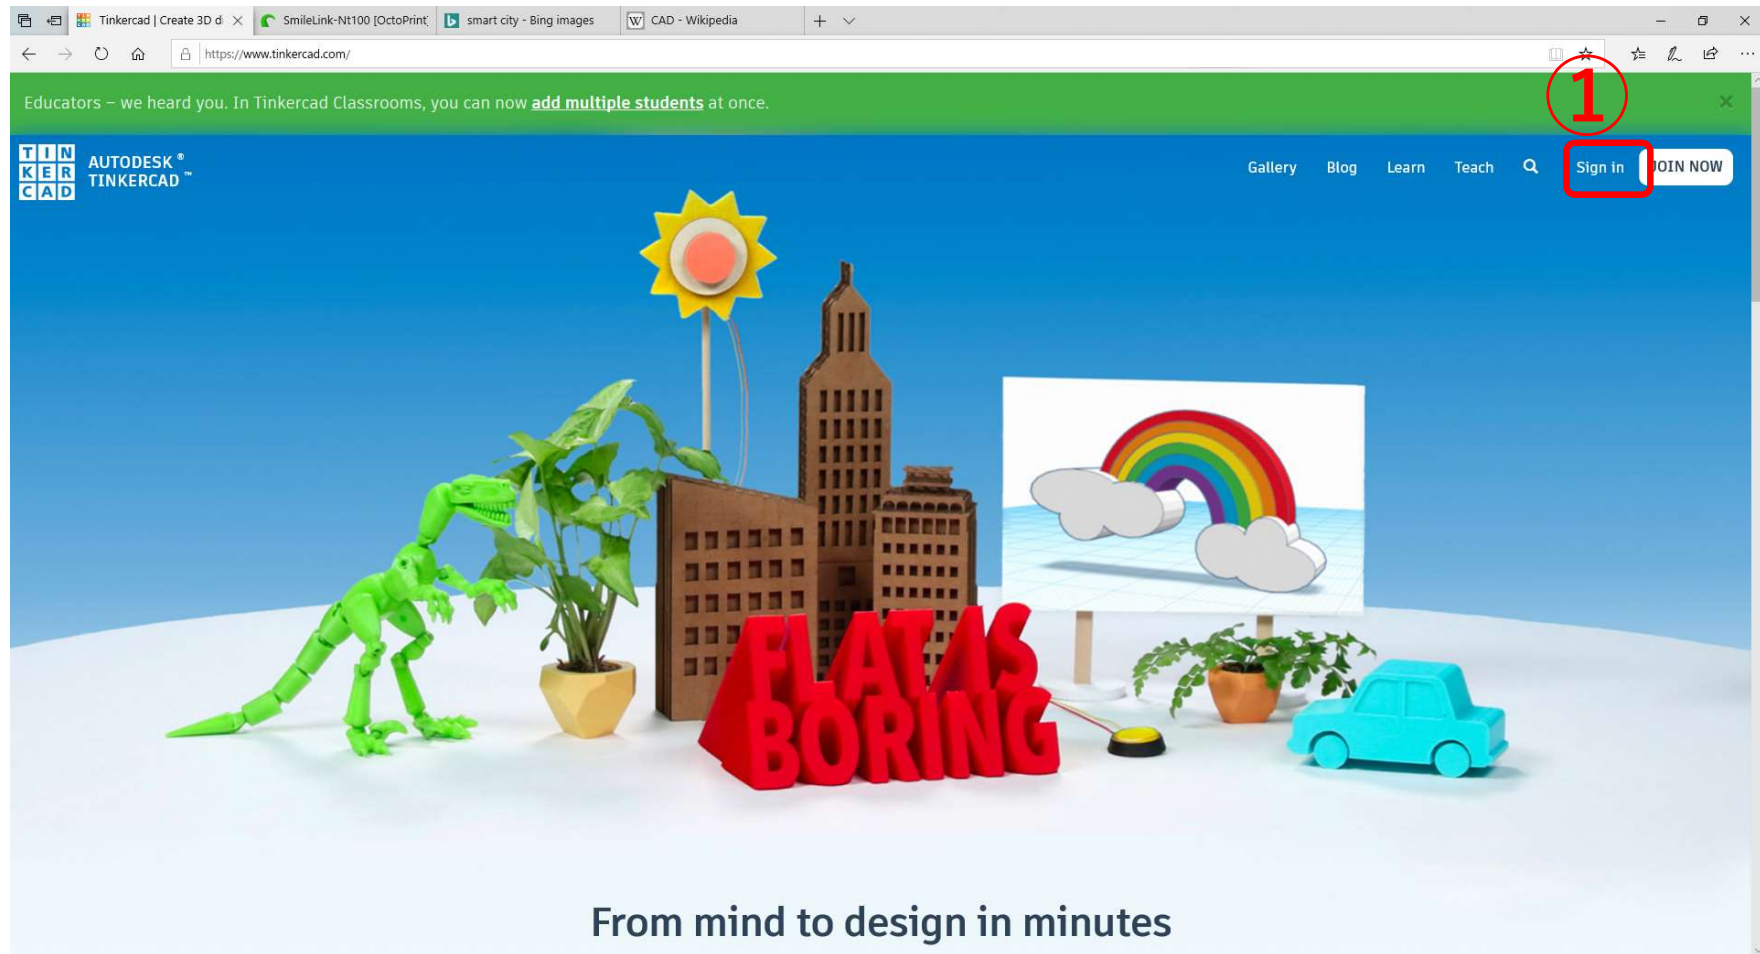 Tinkercad | Create 3D di
SmileLink-Nt100 [OctoPrint]
smart city - Bing images
W CAD - Wikipedia
https://www.tinkercad.com/
Educators – we heard you. In Tinkercad Classrooms, you can now add multiple students at once.
①
TIN
KER
CAD
AUTODESK®
TINKERCAD™
Gallery Blog Learn Teach Sign in JOIN NOW
FLAT IS
BORING
From mind to design in minutes